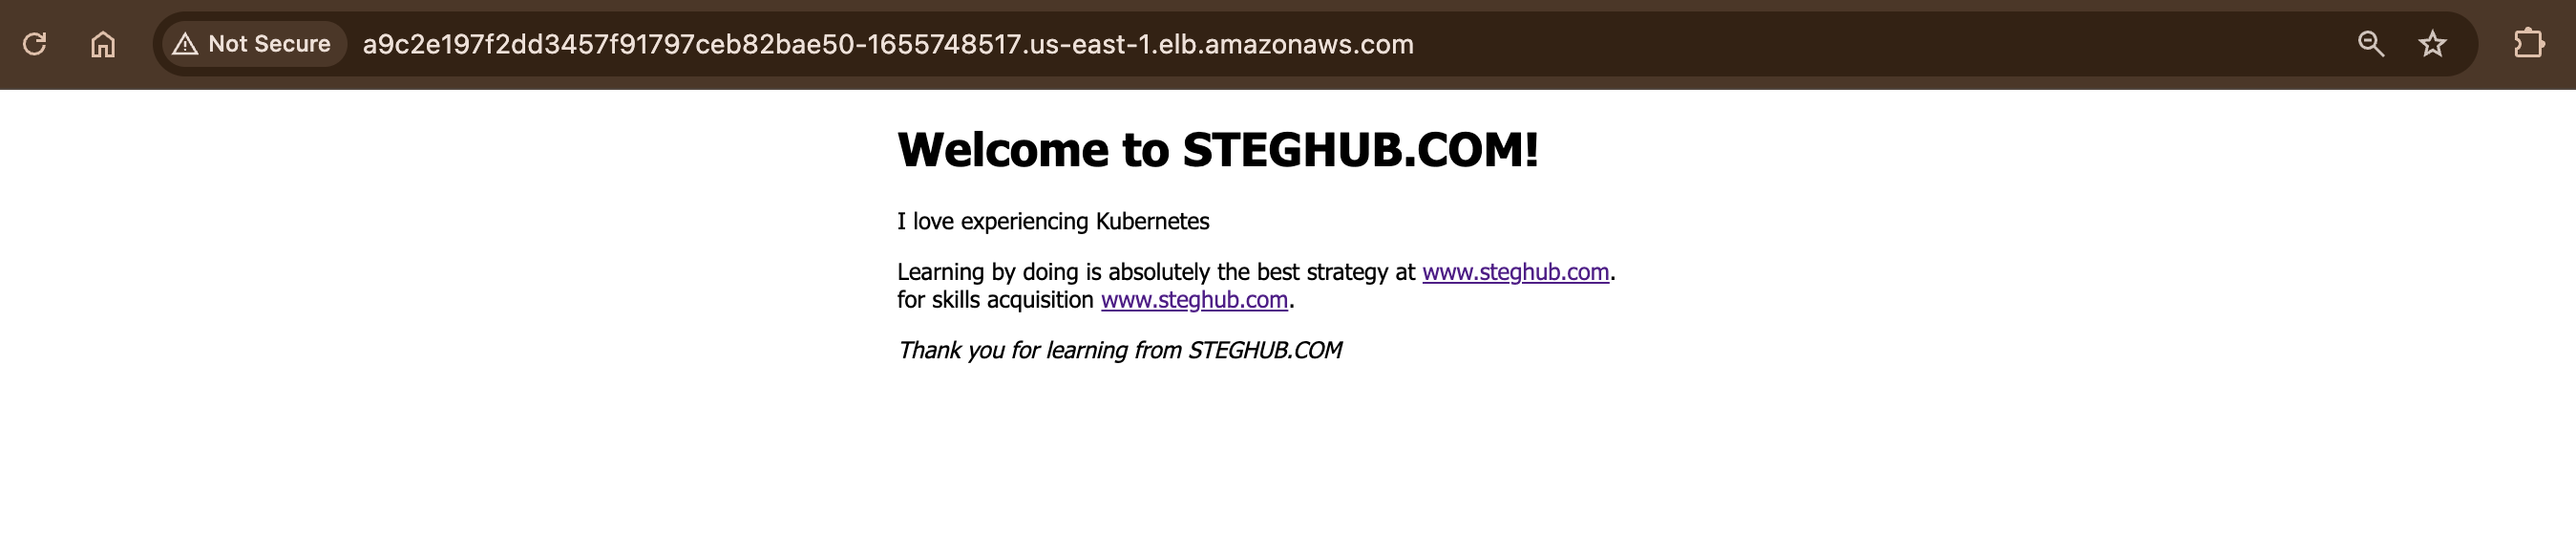 Not Secure a9c2e197f2dd3457f91797ceb82bae50-1655748517.us-east-1.elb.amazonaws.com
Welcome to STEGHUB.COM!
I love experiencing Kubernetes
Learning by doing is absolutely the best strategy at www.steghub.com.
for skills acquisition www.steghub.com.
Thank you for learning from STEGHUB.COM